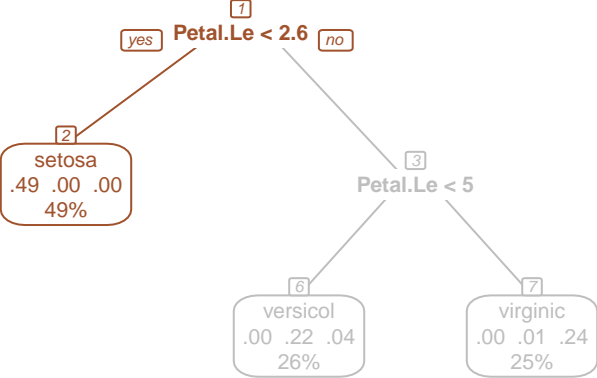 1
Petal.Le < 2.6
yes
no
2
setosa
.49 .00 .00
49%
3
Petal.Le < 5
6
versicol
.00 .22 .04
26%
7
virginic
.00 .01 .24
25%